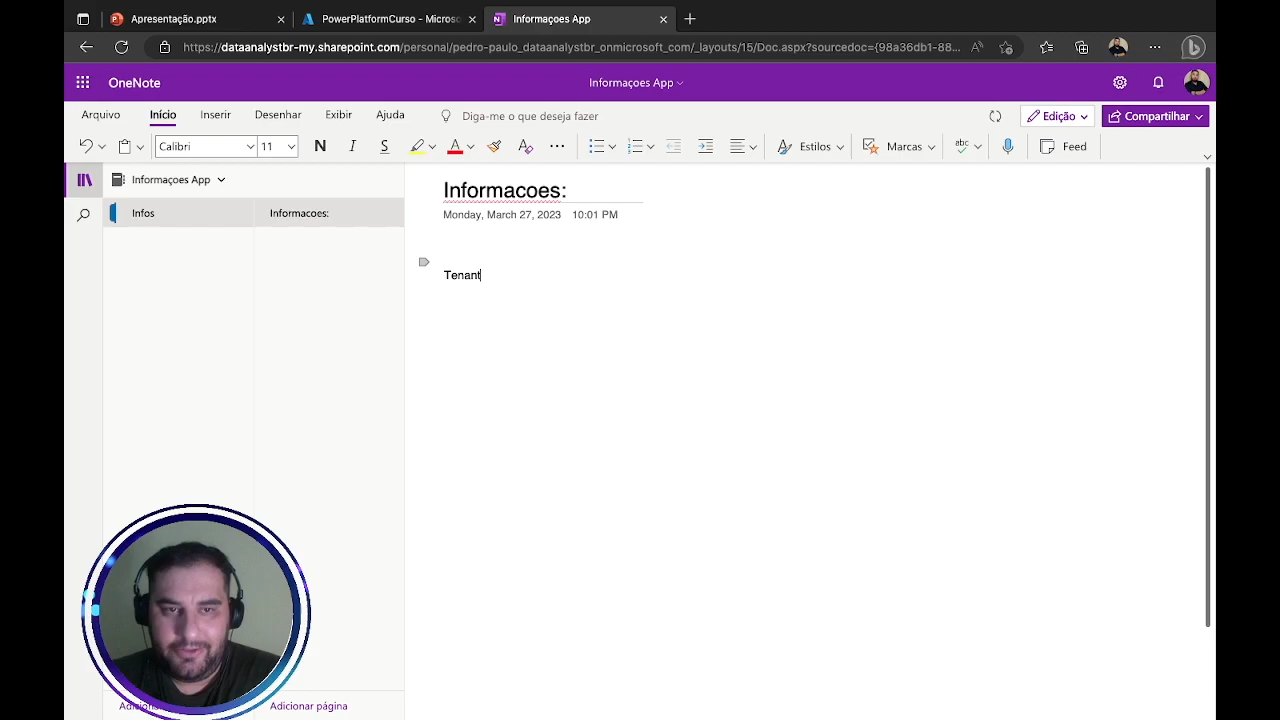 Apresentação.pptx
PowerPlatformCurso - Microso
Informaçoes App
https://dataanalystbr-my.sharepoint.com/personal/pedro-paulo_dataanalystbr_onmicrosoft_com/_layouts/15/Doc.aspx?sourcedoc={98a36db1-88...
OneNote
Informaçoes App
Arquivo Início Inserir Desenhar Exibir Ajuda Diga-me o que deseja fazer Edição Compartilhar
Calibri 11 N I S A A Estilos Marcas abc Feed
Informaçoes App
Infos
Informacoes:
Informacoes:
Monday, March 27, 2023 10:01 PM
Tenant
Adicionar página